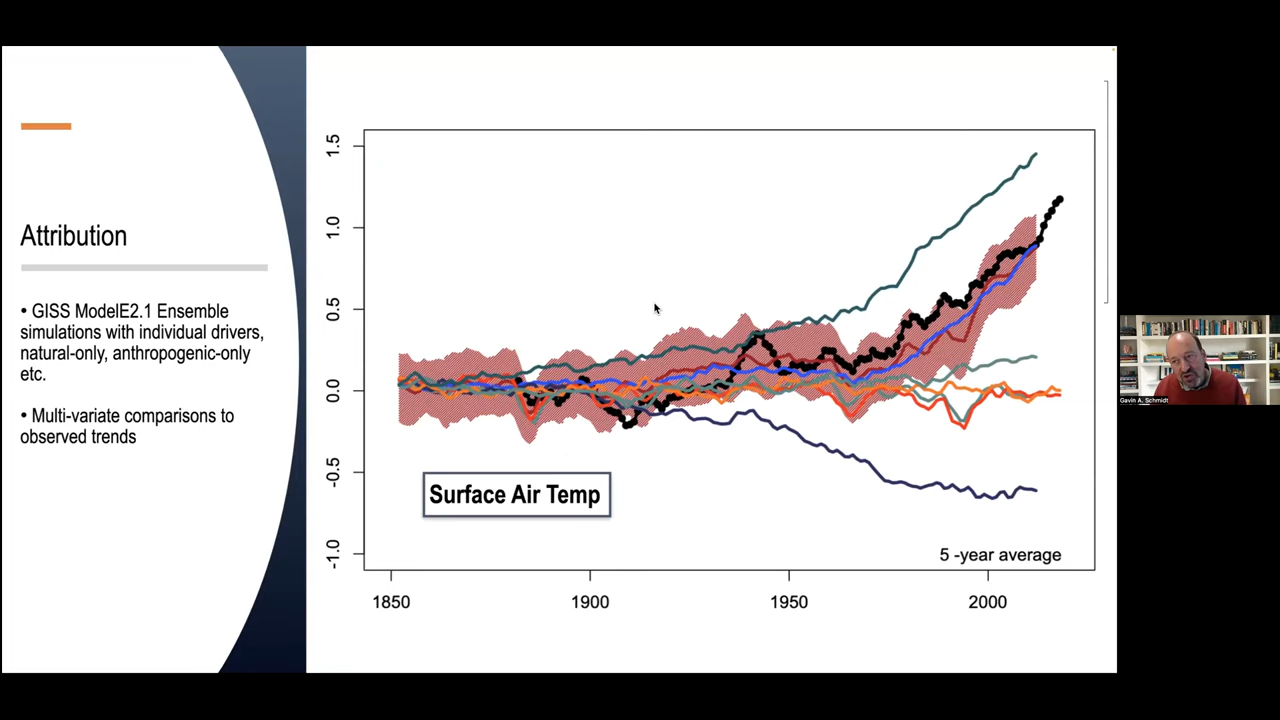 Attribution
• GISS ModelE2.1 Ensemble
simulations with individual drivers,
natural-only, anthropogenic-only
etc.
• Multi-variate comparisons to
observed trends
1.5
1.0
0.5
0.0
-0.5
-1.0
Surface Air Temp
5 -year average
1850
1900
1950
2000
Gavin A. Schmidt